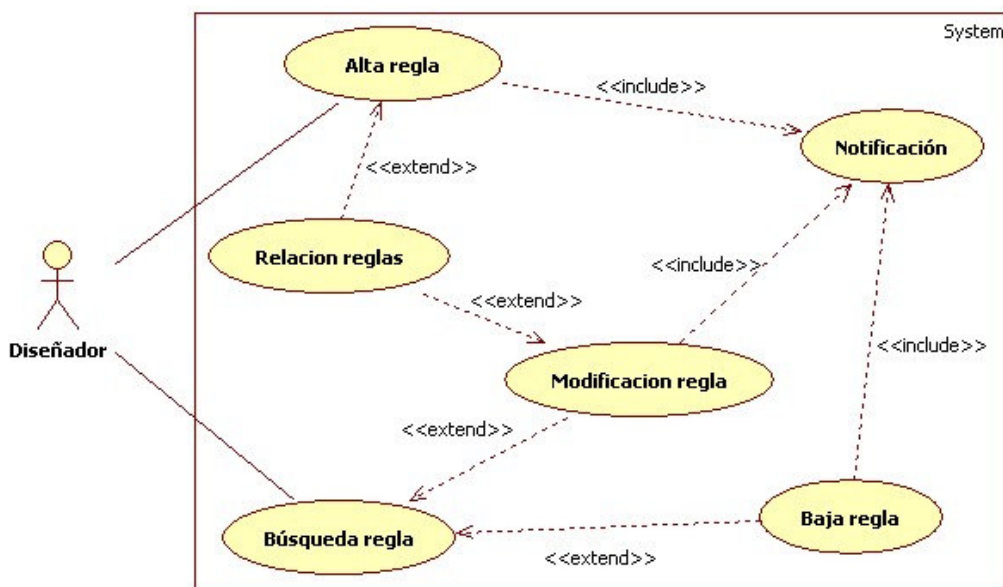 System
Alta regla
<<include>>
Notificación
<<extend>>
Relacion reglas
<<include>>
<<extend>>
Diseñador
<<include>>
Modificacion regla
<<extend>>
Baja regla
Búsqueda regla
<<extend>>